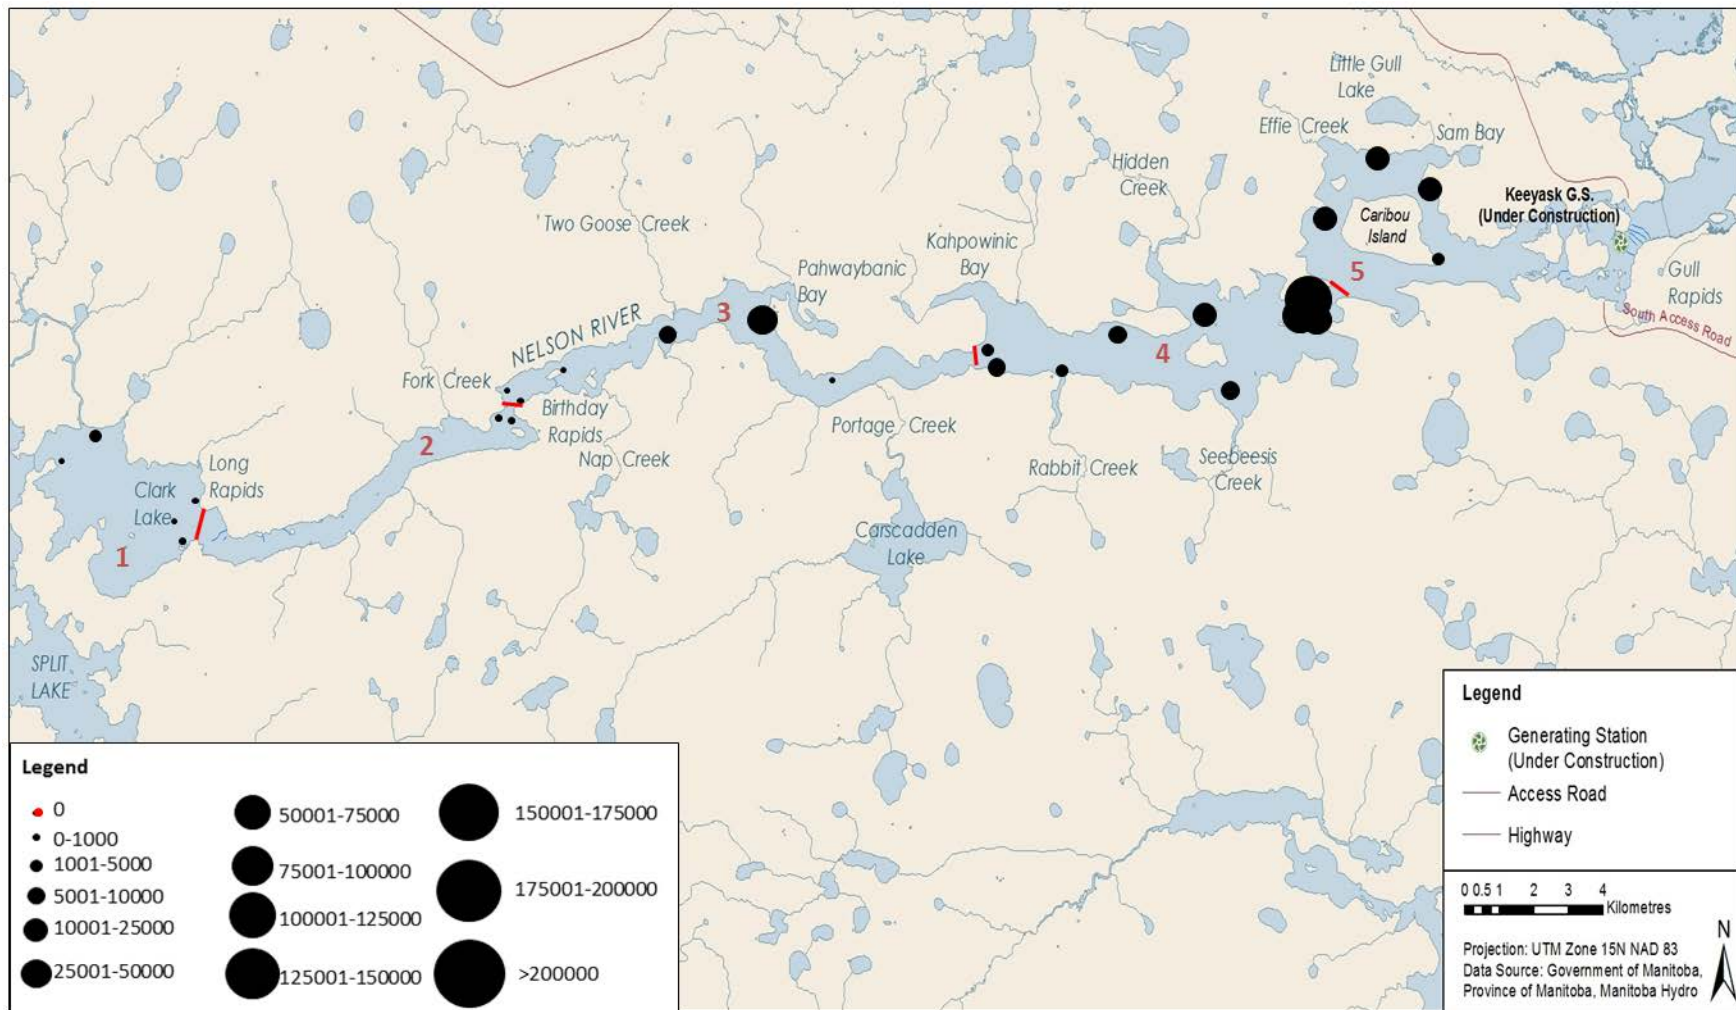 Little Gull
Lake
Effie Creek
Sam Bay
Hidden
Creek
Keeyask G.S.
(Under Construction)
Caribou
Island
Two Goose Creek
Kahpowinic
Bay
Pahwaybanic
Bay
5
Gull
Rapids
South Access Road
3
NELSON RIVER
4
Fork Creek
Birthday
Rapids
Portage Creek
2
Nap Creek
Rabbit Creek
Seebeesis
Creek
Long
Rapids
Clark
Lake
1
Carscadden
Lake
SPLIT
LAKE
Legend
0
0-1000
1001-5000
5001-10000
10001-25000
25001-50000
50001-75000
75001-100000
100001-125000
125001-150000
150001-175000
175001-200000
>200000
Legend
Generating Station
(Under Construction)
Access Road
Highway
0 0.5 1 2 3 4
Kilometres
N
Projection: UTM Zone 15N NAD 83
Data Source: Government of Manitoba,
Province of Manitoba, Manitoba Hydro